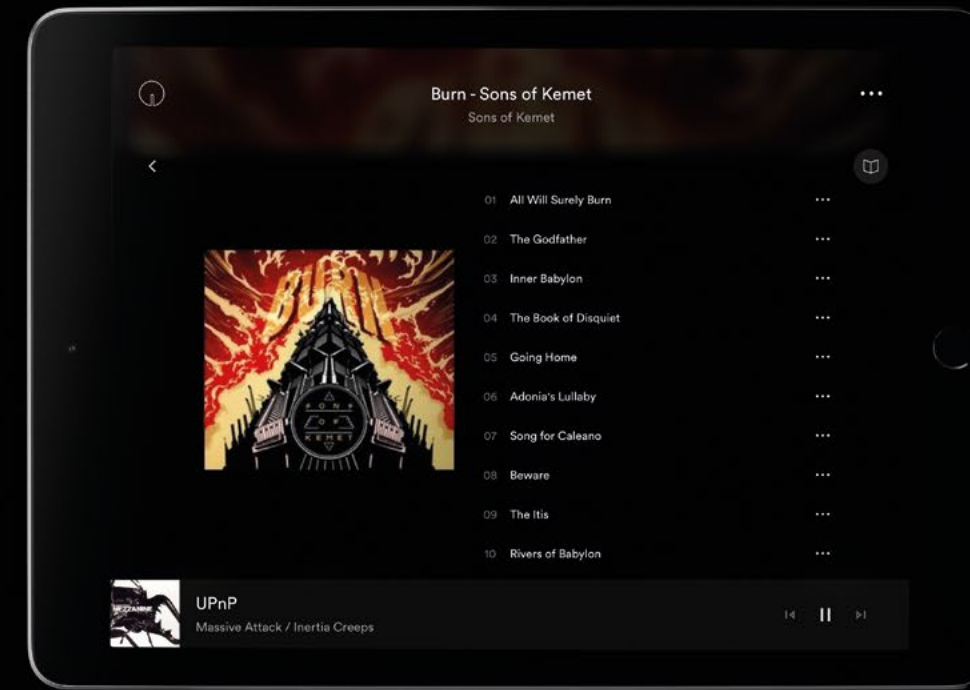 Burn - Sons of Kemet
Sons of Kemet
01 All Will Surely Burn
02 The Godfather
03 Inner Babylon
04 The Book of Disquiet
05 Going Home
06 Adonia's Lullaby
07 Song for Caleano
08 Beware
09 The Itis
10 Rivers of Babylon
BURN
SONS
OF
KEMET
MEZZANINE
UPnP
Massive Attack / Inertia Creeps